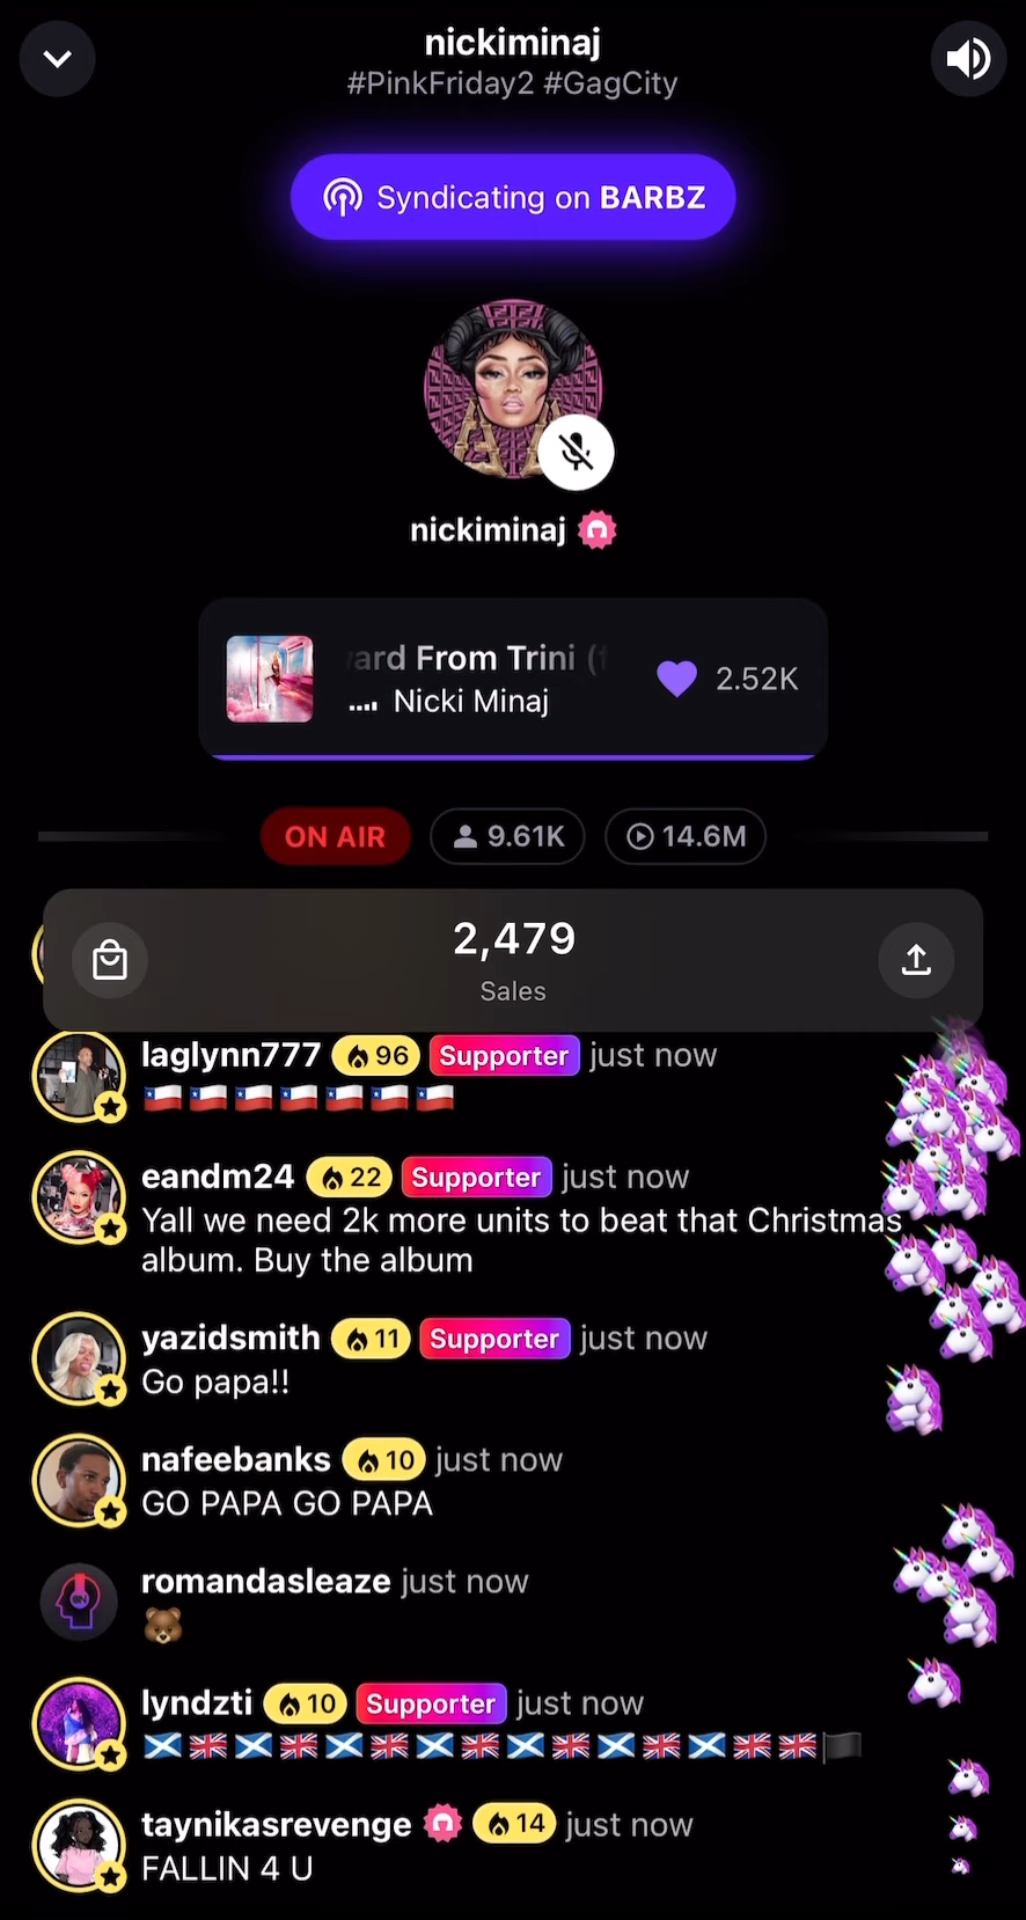 nickiminaj
#PinkFriday2 #GagCity
Syndicating on BARBZ
nickiminaj
ard From Trini (
Nicki Minaj
2.52K
ON AIR 9.61K 14.6M
2,479
Sales
laglynn777 96 Supporter just now
🇨🇱🇨🇱🇨🇱🇨🇱🇨🇱🇨🇱🇨🇱
eandm24 22 Supporter just now
Yall we need 2k more units to beat that Christmas
album. Buy the album
yazidsmith 11 Supporter just now
Go papa!!
nafeebanks 10 just now
GO PAPA GO PAPA
romandasleaze just now
🐻
lyndzti 10 Supporter just now
🏴󠁧󠁢󠁳󠁣󠁴󠁿🇬🇧🏴󠁧󠁢󠁳󠁣󠁴󠁿🇬🇧🏴󠁧󠁢󠁳󠁣󠁴󠁿🇬🇧🏴󠁧󠁢󠁳󠁣󠁴󠁿🇬🇧🏴󠁧󠁢󠁳󠁣󠁴󠁿🇬🇧🏴󠁧󠁢󠁳󠁣󠁴󠁿🇬🇧🏴󠁧󠁢󠁳󠁣󠁴󠁿🇬🇧🇬🇧🏴
taynikasrevenge 14 just now
FALLIN 4 U